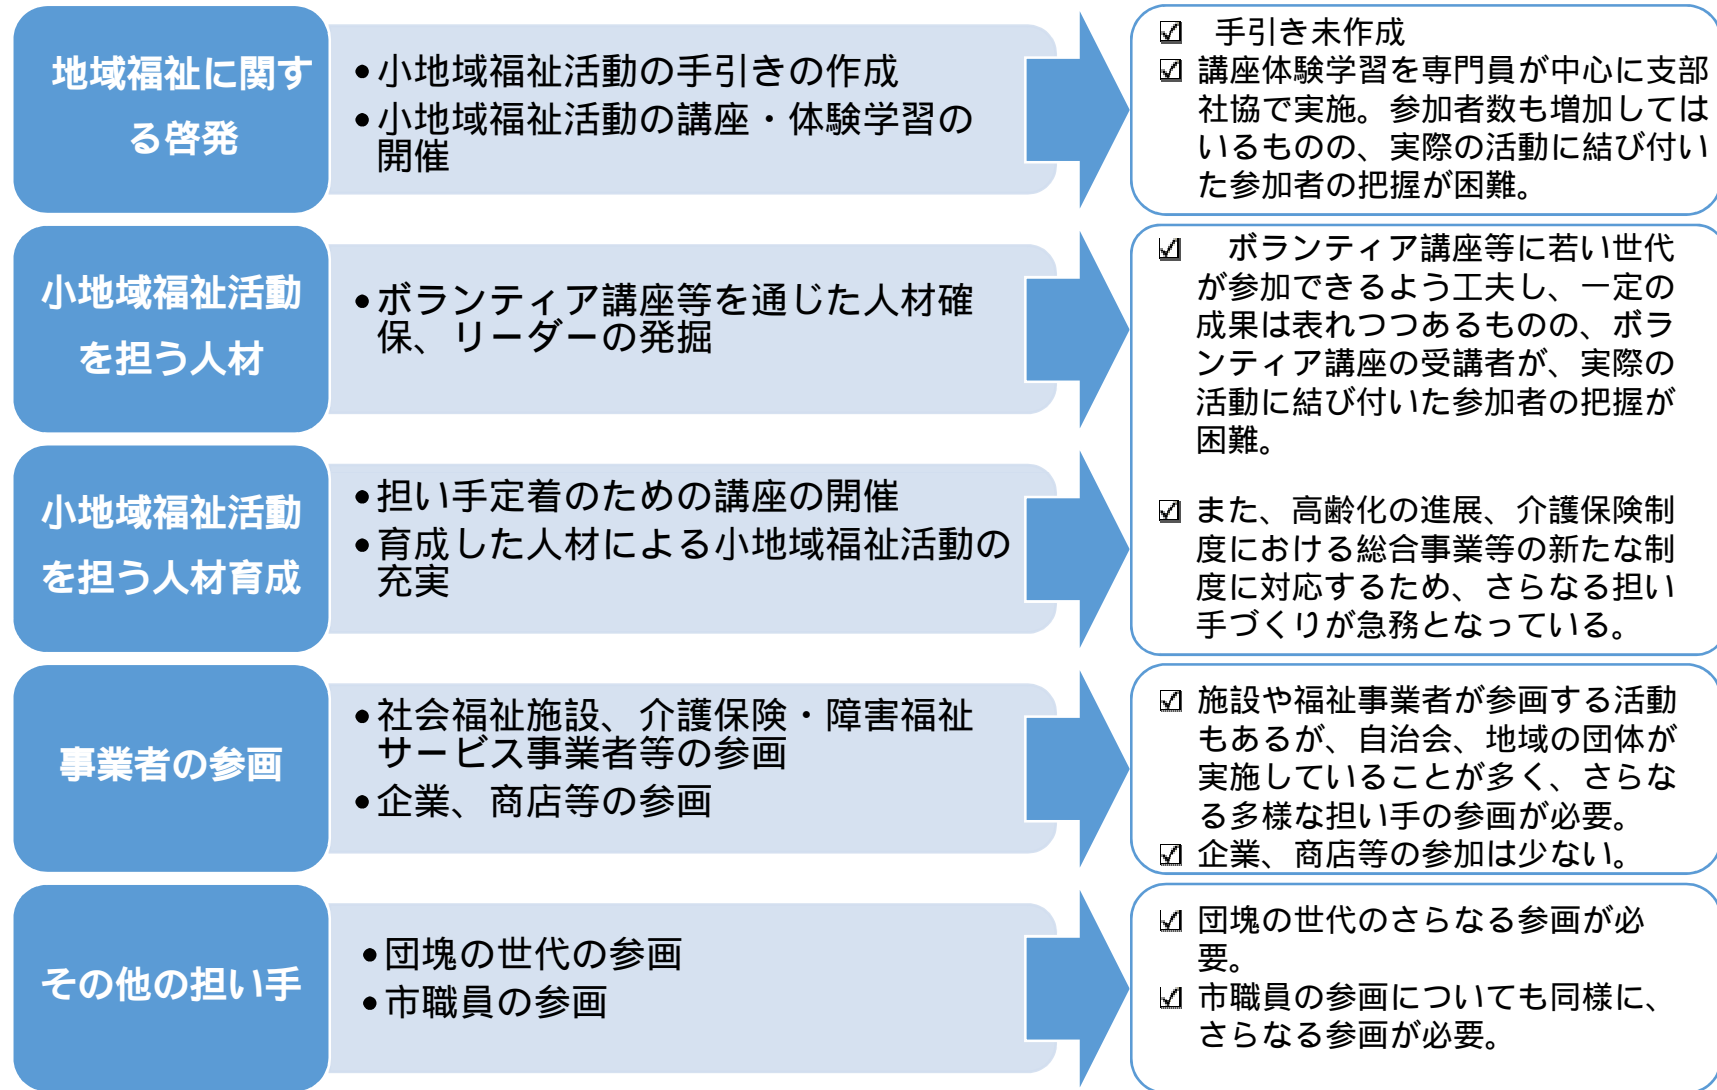 地域福祉に関す
る啓発
•小地域福祉活動の手引きの作成
•小地域福祉活動の講座・体験学習の
開催
☑ 手引き未作成
☑ 講座体験学習を専門員が中心に支部
社協で実施。参加者数も増加しては
いるものの、実際の活動に結び付い
た参加者の把握が困難。
小地域福祉活動
を担う人材
•ボランティア講座等を通じた人材確
保、リーダーの発掘
☑ ボランティア講座等に若い世代
が参加できるよう工夫し、一定の
成果は表れつつあるものの、ボラ
ンティア講座の受講者が、実際の
活動に結び付いた参加者の把握が
困難。
小地域福祉活動
を担う人材育成
•担い手定着のための講座の開催
•育成した人材による小地域福祉活動の
充実
☑ また、高齢化の進展、介護保険制
度における総合事業等の新たな制
度に対応するため、さらなる担い
手づくりが急務となっている。
事業者の参画
•社会福祉施設、介護保険・障害福祉
サービス事業者等の参画
•企業、商店等の参画
☑ 施設や福祉事業者が参画する活動
もあるが、自治会、地域の団体が
実施していることが多く、さらな
る多様な担い手の参画が必要。
☑ 企業、商店等の参加は少ない。
その他の担い手
•団塊の世代の参画
•市職員の参画
☑ 団塊の世代のさらなる参画が必
要。
☑ 市職員の参画についても同様に、
さらなる参画が必要。